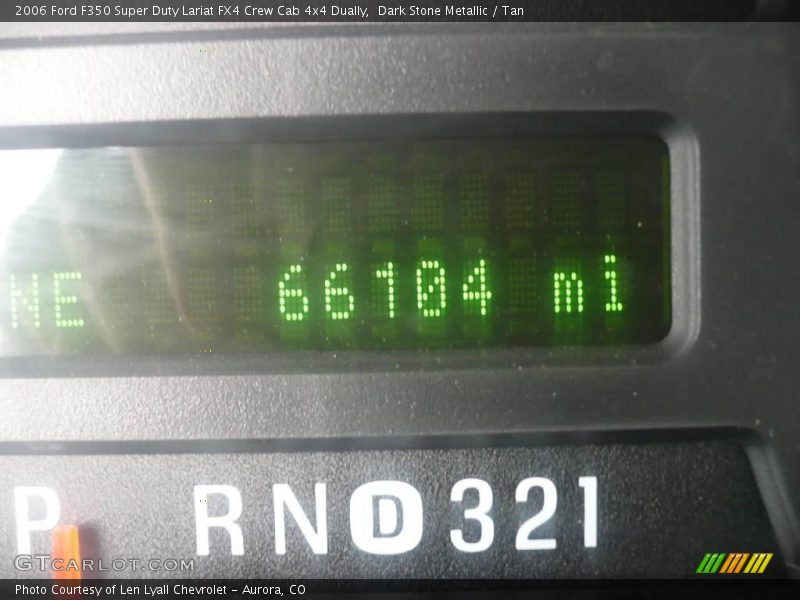 2006 Ford F350 Super Duty Lariat FX4 Crew Cab 4x4 Dually,  Dark Stone Metallic / Tan
NE 66104 mi
P R N D 3 2 1
GTCarLot.com
Photo Courtesy of Len Lyall Chevrolet - Aurora, CO